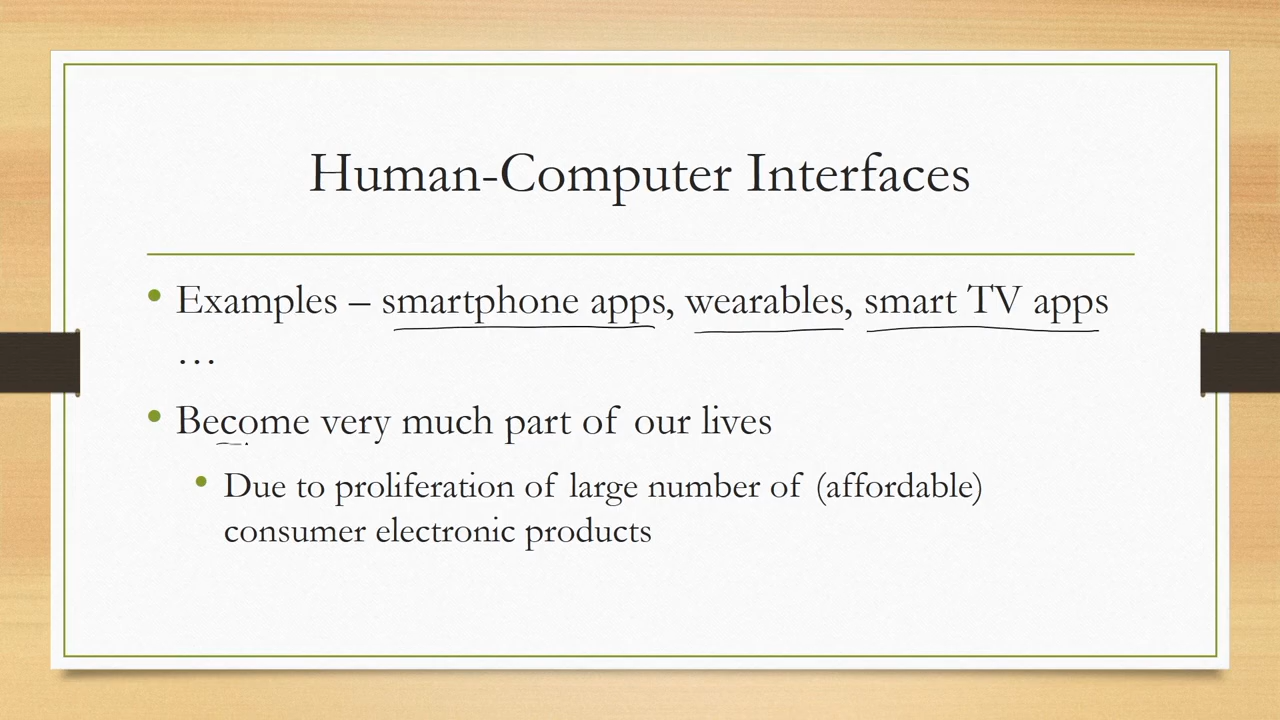 Human-Computer Interfaces
• Examples – smartphone apps, wearables, smart TV apps
…
• Become very much part of our lives
• Due to proliferation of large number of (affordable)
consumer electronic products